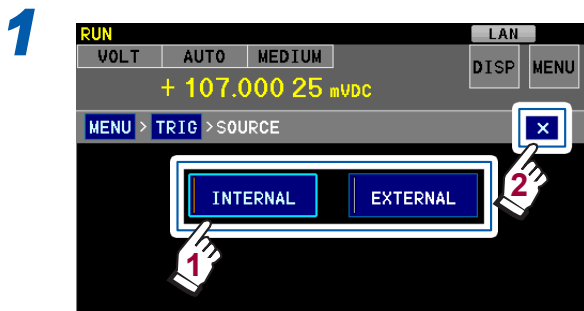 1
RUN LAN
VOLT AUTO MEDIUM DISP MENU
+ 107.000 25 mVDC
MENU > TRIG >SOURCE ×
INTERNAL EXTERNAL
1 2